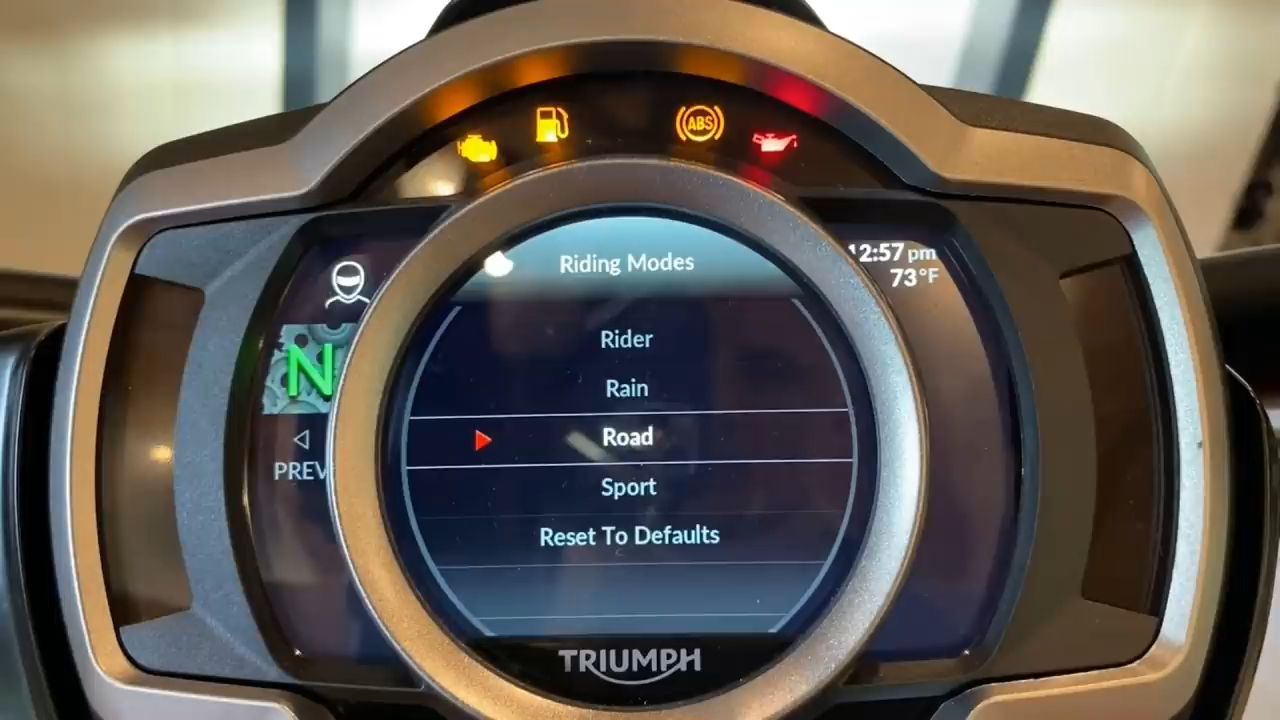 ABS
Riding Modes
12:57 pm
73°F
Rider
Rain
N
Road
PREV
Sport
Reset To Defaults
TRIUMPH